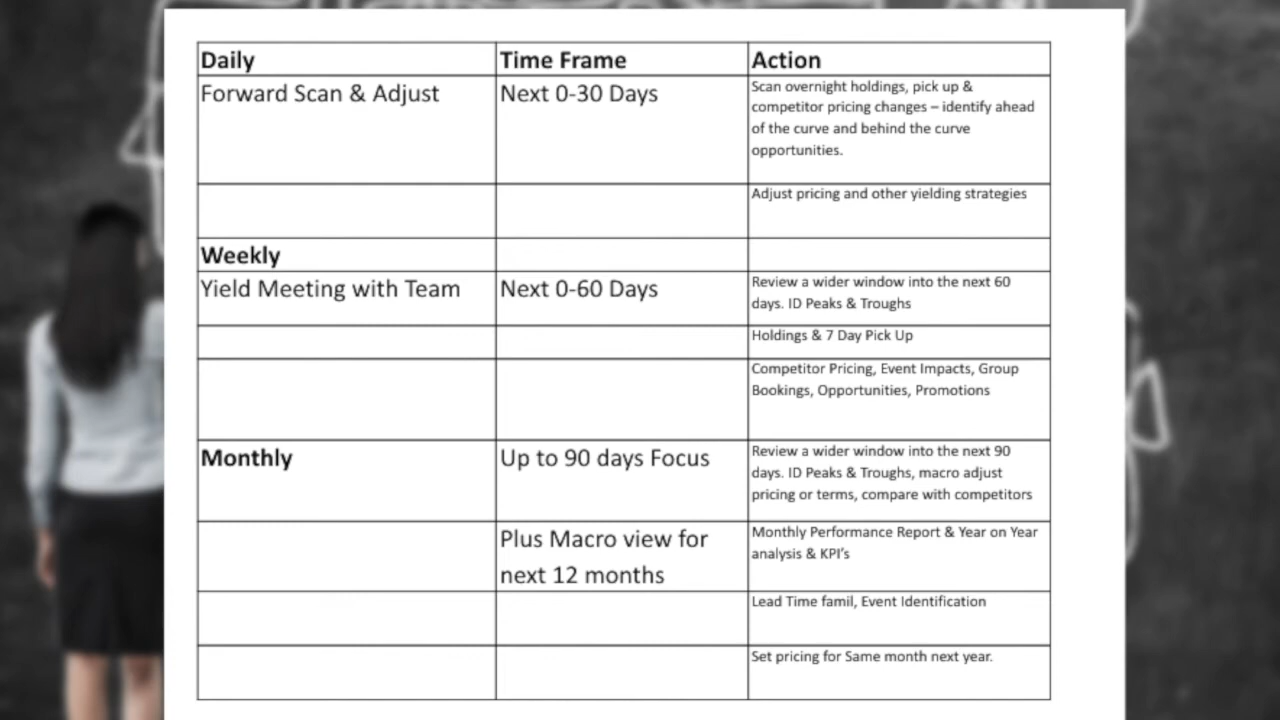 Daily Time Frame Action
Forward Scan & Adjust Next 0-30 Days Scan overnight holdings, pick up &
competitor pricing changes – identify ahead
of the curve and behind the curve
opportunities.
Adjust pricing and other yielding strategies
Weekly
Yield Meeting with Team Next 0-60 Days Review a wider window into the next 60
days. ID Peaks & Troughs
Holdings & 7 Day Pick Up
Competitor Pricing, Event Impacts, Group
Bookings, Opportunities, Promotions
Monthly Up to 90 days Focus Review a wider window into the next 90
days. ID Peaks & Troughs, macro adjust
pricing or terms, compare with competitors
Plus Macro view for Monthly Performance Report & Year on Year
next 12 months analysis & KPI's
Lead Time famil, Event Identification
Set pricing for Same month next year.